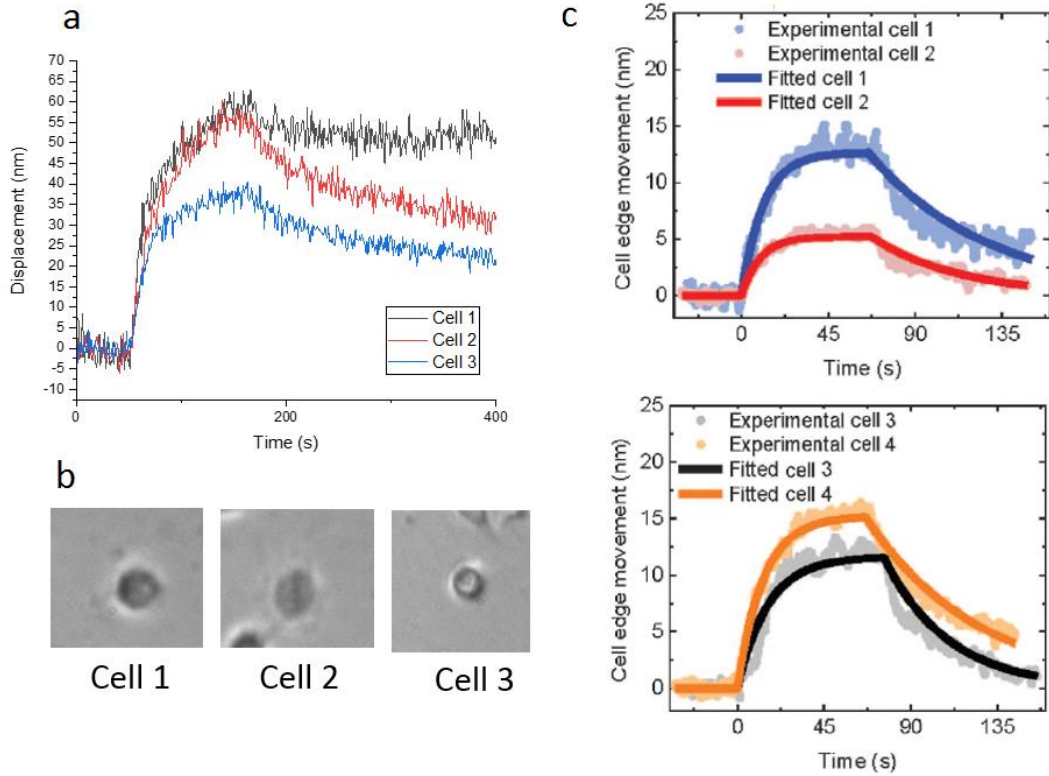 a
70
65
60
55
50
45
40
35
30
25
20
15
10
5
0
-5
-10
Displacement (nm)
Cell 1
Cell 2
Cell 3
0
200
400
Time (s)
b
Cell 1
Cell 2
Cell 3
c
25
20
15
10
5
0
Cell edge movement (nm)
Experimental cell 1
Experimental cell 2
Fitted cell 1
Fitted cell 2
0
45
90
135
Time (s)
25
20
15
10
5
0
Cell edge movement (nm)
Experimental cell 3
Experimental cell 4
Fitted cell 3
Fitted cell 4
0
45
90
135
Time (s)